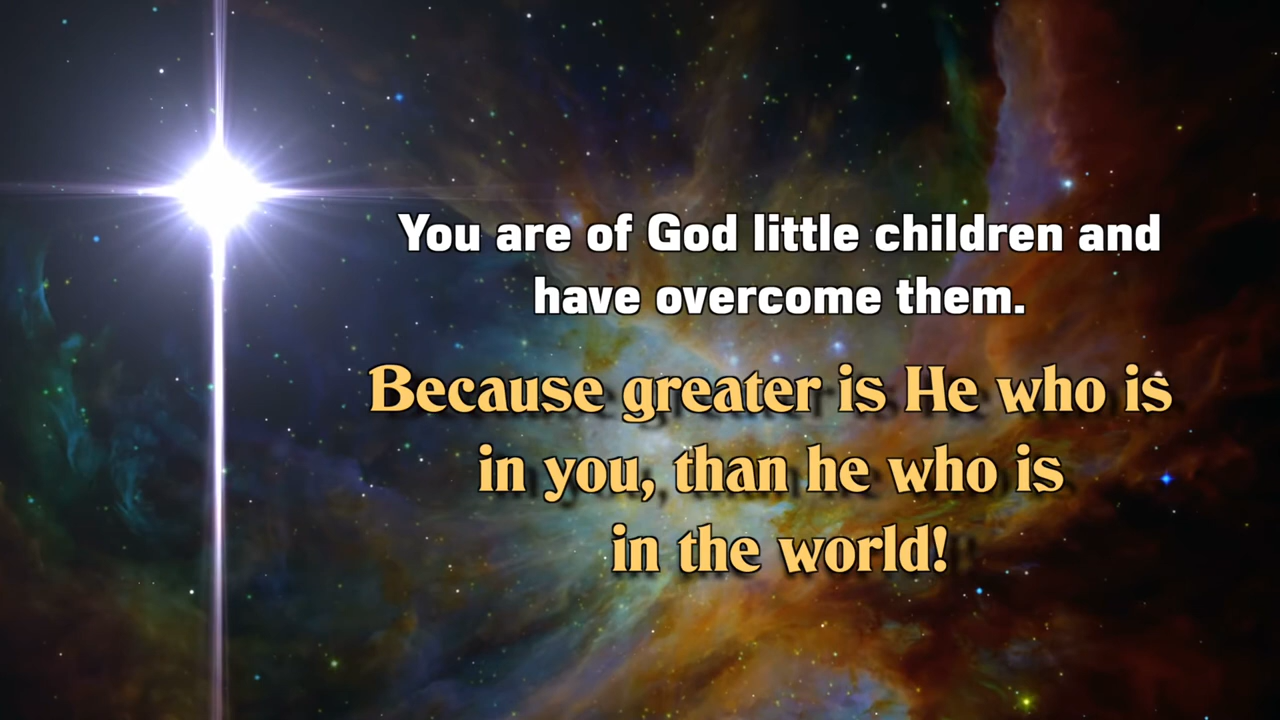 You are of God little children and
have overcome them.
Because greater is He who is
in you, than he who is
in the world!